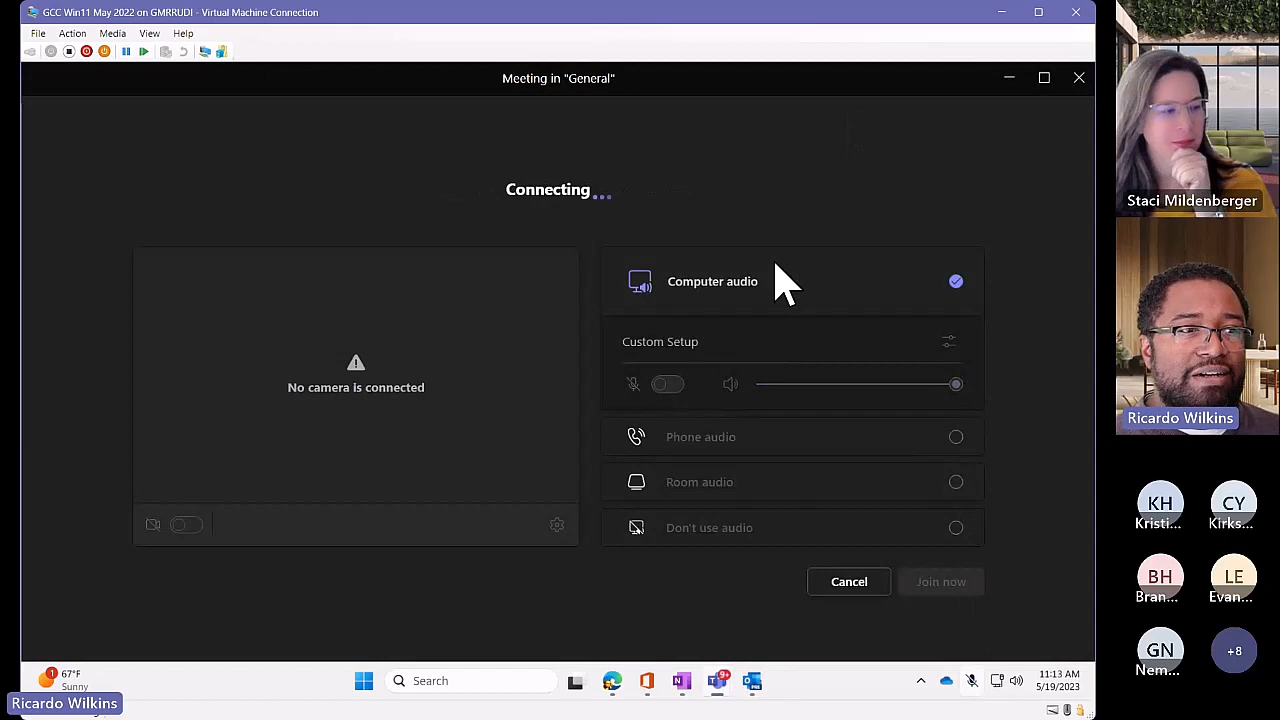 GCC Win11 May 2022 on GMRRUDI - Virtual Machine Connection
File Action Media View Help
Meeting in "General"
Connecting...
No camera is connected
Computer audio
Custom Setup
Phone audio
Room audio
Don't use audio
Cancel Join now
1
67°F
Sunny
Search
9+
11:13 AM
5/19/2023
Ricardo Wilkins
Staci Mildenberger
Ricardo Wilkins
KH CY
Kristi... Kirks...
BH LE
Bran... Evan...
GN +8
Nem...